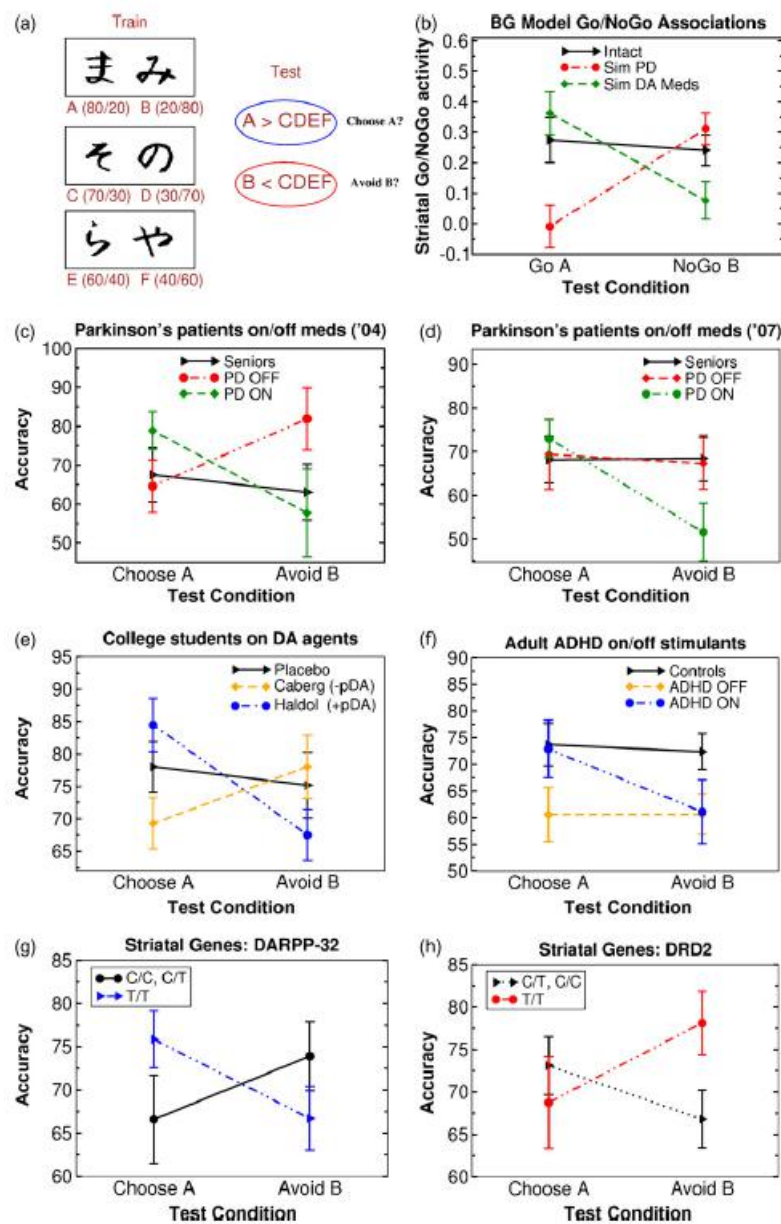 (a)
Train
まみ
A (80/20) B (20/80)
その
C (70/30) D (30/70)
らや
E (60/40) F (40/60)
Test
A > CDEF Choose A?
B < CDEF Avoid B?
(b)
BG Model Go/NoGo Associations
Striatal Go/NoGo activity
0.6
0.5
0.4
0.3
0.2
0.1
0.0
-0.1
Intact
Sim PD
Sim DA Meds
Go A NoGo B
Test Condition
(c) Parkinson's patients on/off meds ('04)
Accuracy
100
90
80
70
60
50
Seniors
PD OFF
PD ON
Choose A Avoid B
Test Condition
(d) Parkinson's patients on/off meds ('07)
Accuracy
90
80
70
60
50
Seniors
PD OFF
PD ON
Choose A Avoid B
Test Condition
(e) College students on DA agents
Accuracy
95
90
85
80
75
70
65
Placebo
Caberg (-pDA)
Haldol (+pDA)
Choose A Avoid B
Test Condition
(f) Adult ADHD on/off stimulants
Accuracy
90
85
80
75
70
65
60
55
50
Controls
ADHD OFF
ADHD ON
Choose A Avoid B
Test Condition
(g) Striatal Genes: DARPP-32
Accuracy
85
80
75
70
65
60
C/C, C/T
T/T
Choose A Avoid B
Test Condition
(h) Striatal Genes: DRD2
Accuracy
85
80
75
70
65
60
C/T, C/C
T/T
Choose A Avoid B
Test Condition